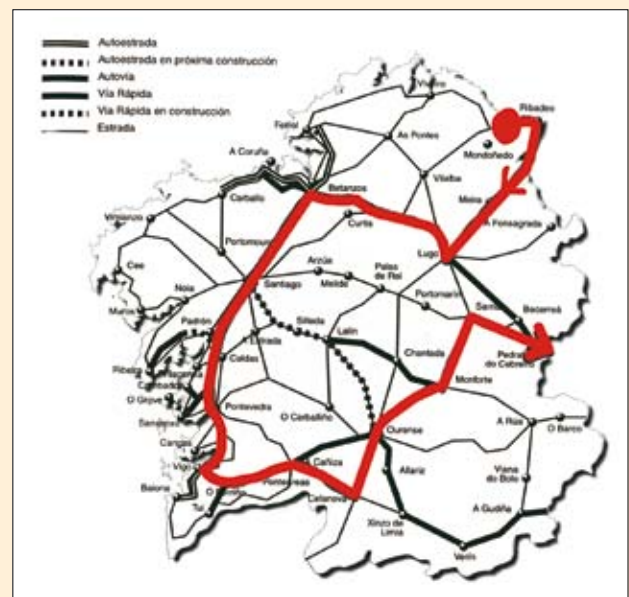 Autoestrada
Autoestrada en próxima construcción
Autovía
Vía Rápida
Vía Rápida en construcción
Estrada
Viveiro
Ribadeo
Ferrol
As Pontes
Mondoñedo
A Coruña
Vilalba
Betanzos
Carballo
Meira
Curtis
A Fonsagrada
Vimianzo
Portomouro
Lugo
Cee
Arzúa
Palas
de Rei
Santiago
Melide
Noia
Portomarín
Sarria
Becerreá
Muros
Padrón
Silleda
Lalín
A Estrada
Pedrafita
do Cebreiro
Ribeira
Caldas
Chantada
Cambados
Monforte
O Grove
Sanxenxo
Pontevedra
O Carballiño
A Rúa
O Barco
Ourense
Cangas
Vigo
A Cañiza
Allariz
Viana
do Bolo
Baiona
Ponteareas
Celanova
Tui
Xinzo de
Limia
A Gudiña
Verín